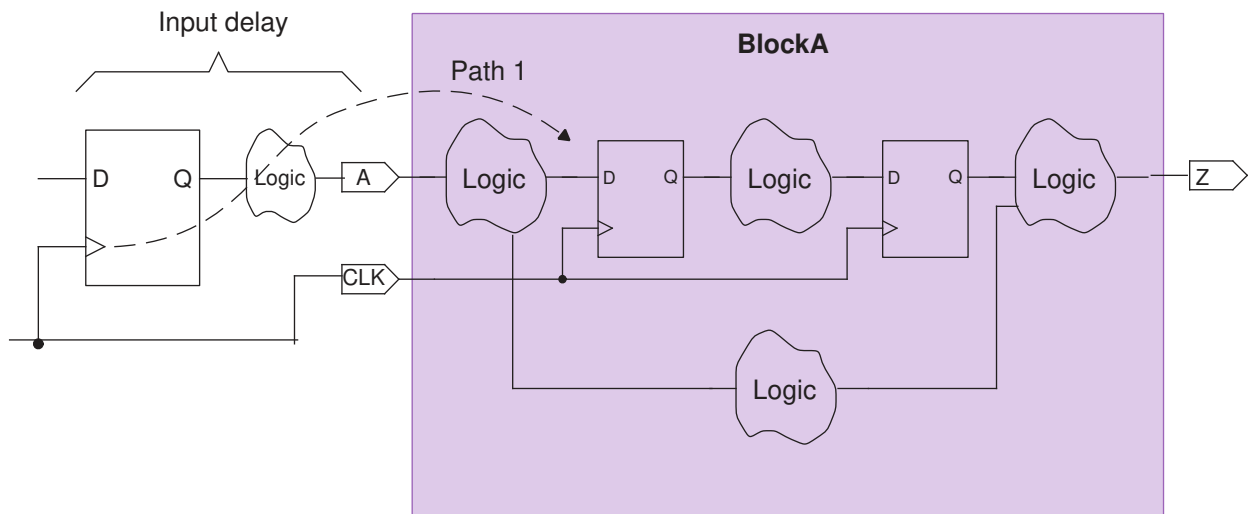 Input delay
BlockA
Path 1
D Q
Logic
A
Logic
D Q
Logic
D Q
Logic
Z
CLK
Logic